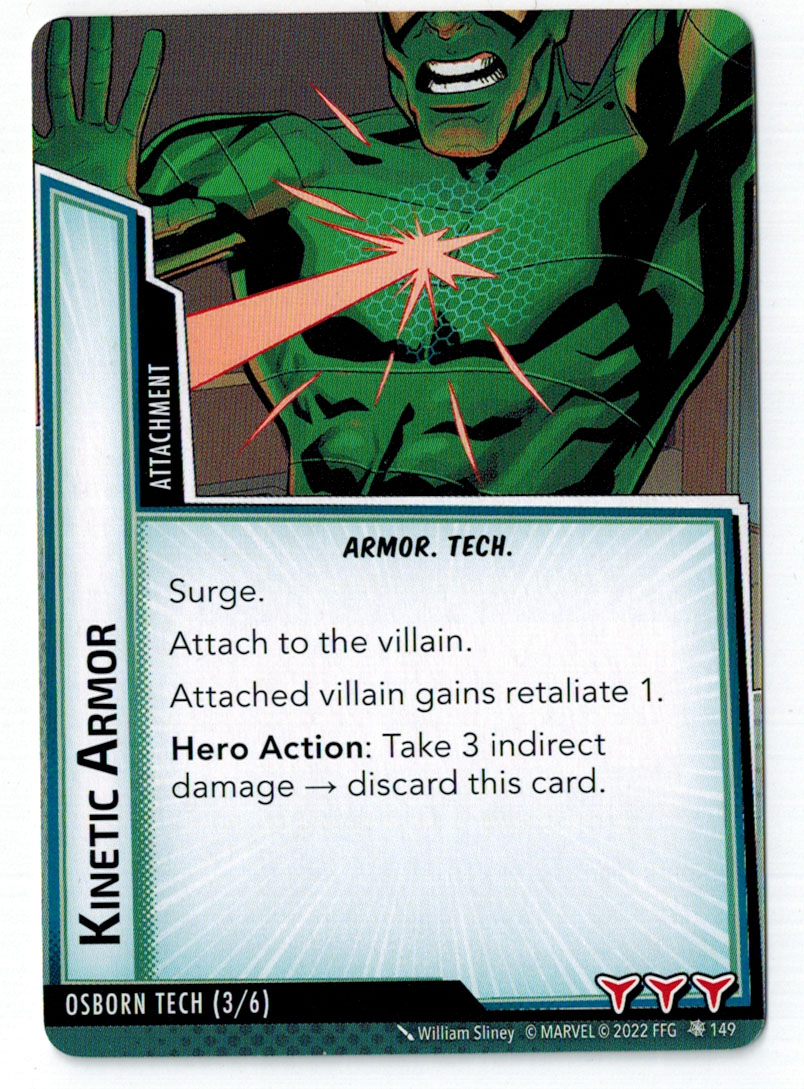 ATTACHMENT
KINETIC ARMOR
ARMOR. TECH.
Surge.
Attach to the villain.
Attached villain gains retaliate 1.
Hero Action: Take 3 indirect
damage → discard this card.
OSBORN TECH (3/6)
William Sliney © MARVEL © 2022 FFG 149